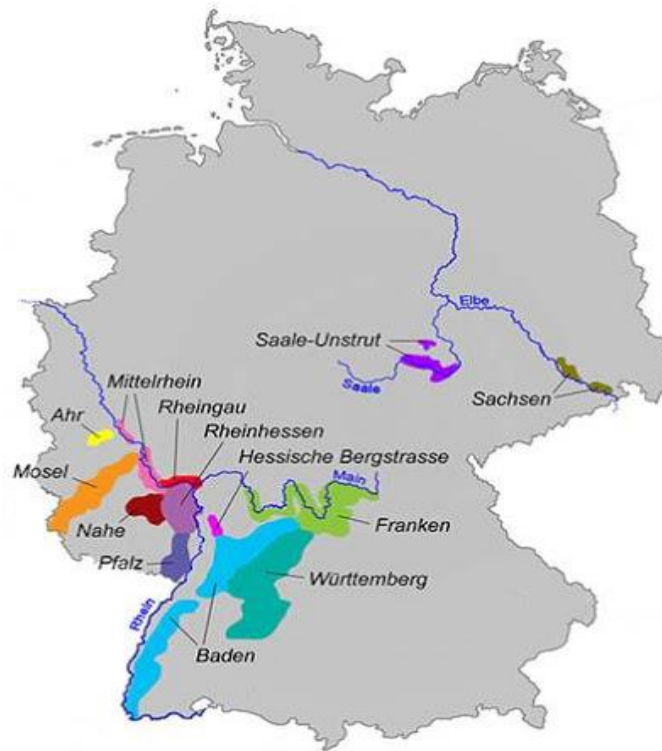 Elbe
Saale-Unstrut
Saale
Sachsen
Mittelrhein
Ahr
Rheingau
Rheinhessen
Hessische Bergstrasse
Mosel
Main
Nahe
Franken
Pfalz
Württemberg
Rhein
Baden